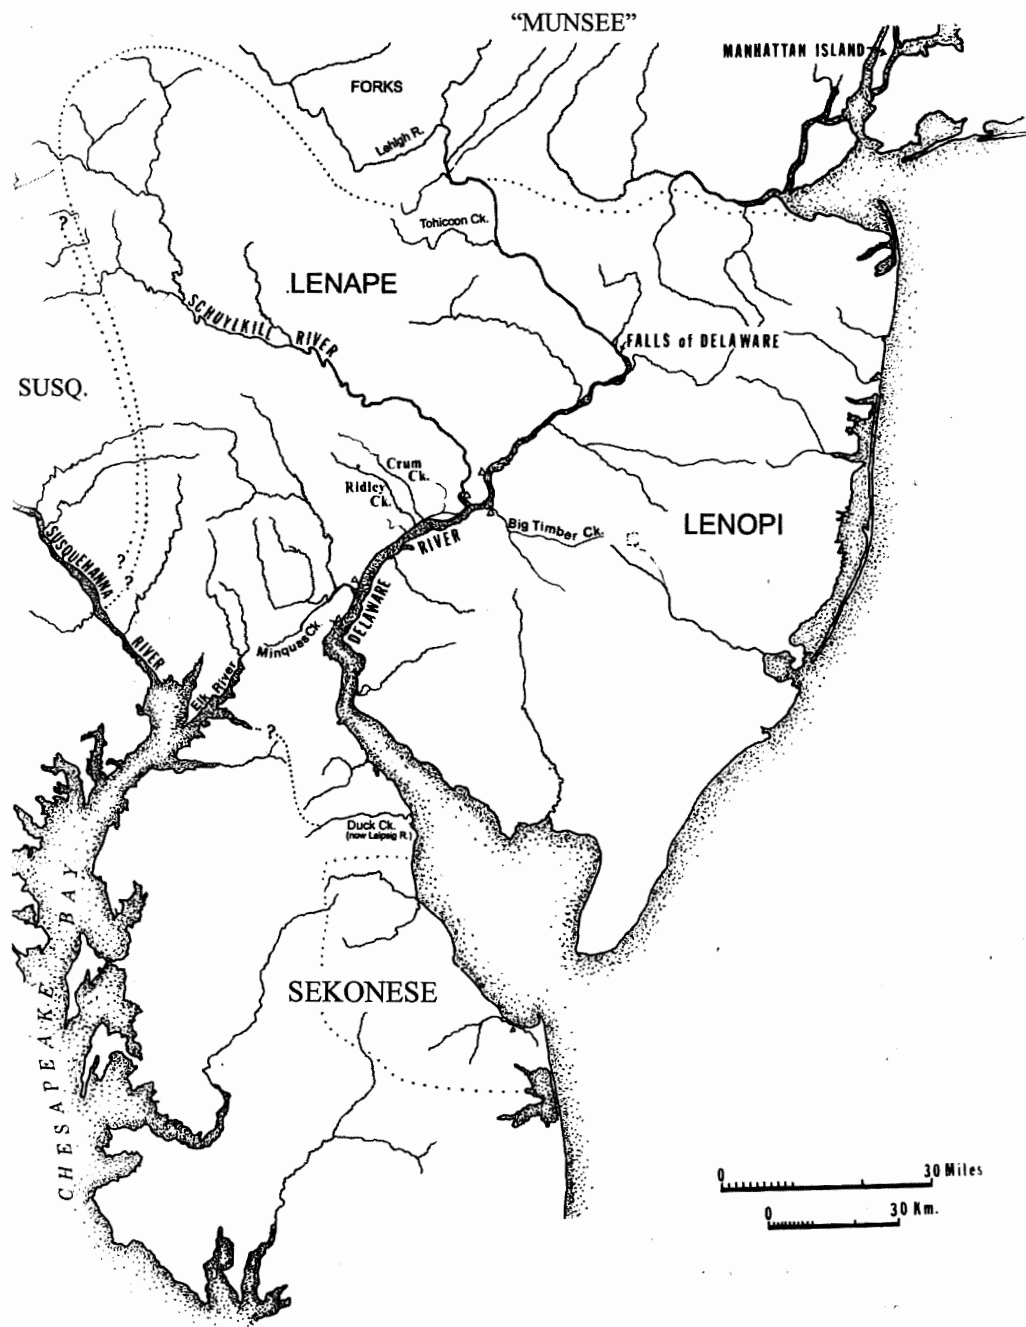 “MUNSEE”
MANHATTAN ISLAND
FORKS
Lehigh R.
Tohiccon Ck.
?
.LENAPE
SCHUYLKILL RIVER
FALLS of DELAWARE
SUSQ.
Crum
Ck.
Ridley
Ck.
Big Timber Ck.
LENOPI
RIVER
DELAWARE
SUSQUEHANNA
RIVER
?
?
Minquas Ck.
Elk River
?
Duck Ck.
(now Leipsig R.)
CHESAPEAKE BAY
SEKONESE
0 30 Miles
0 30 Km.